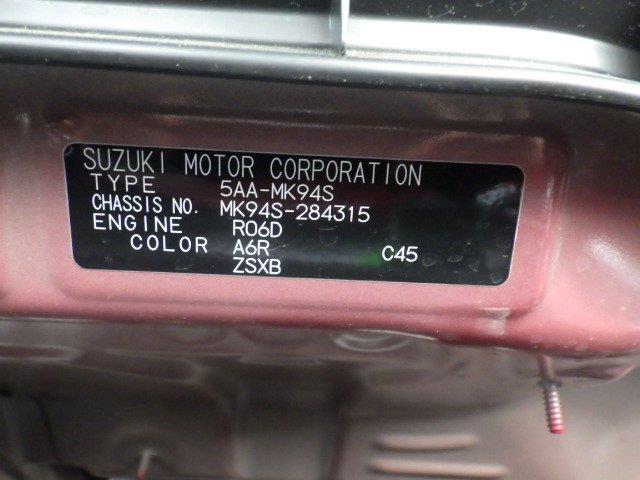 SUZUKI MOTOR CORPORATION
TYPE 5AA-MK94S
CHASSIS NO. MK94S-284315
ENGINE R06D
COLOR A6R C45
ZSXB